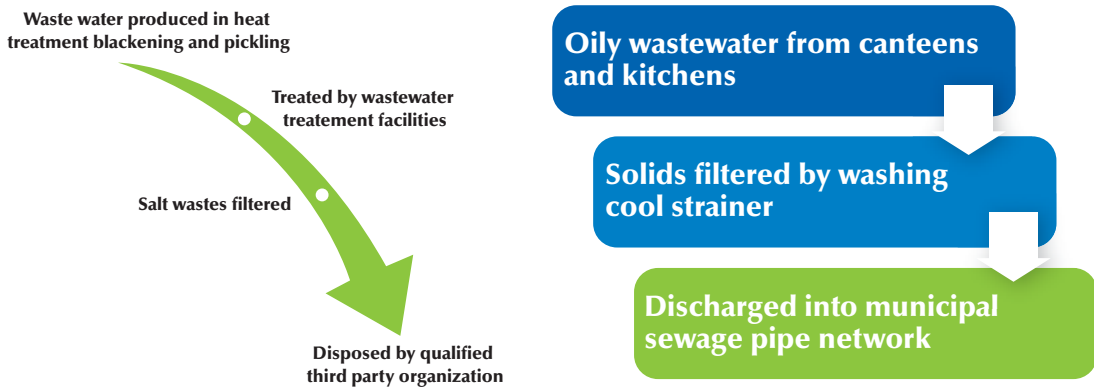 Waste water produced in heat
treatment blackening and pickling
Treated by wastewater
treatement facilities
Salt wastes filtered
Disposed by qualified
third party organization
Oily wastewater from canteens
and kitchens
Solids filtered by washing
cool strainer
Discharged into municipal
sewage pipe network